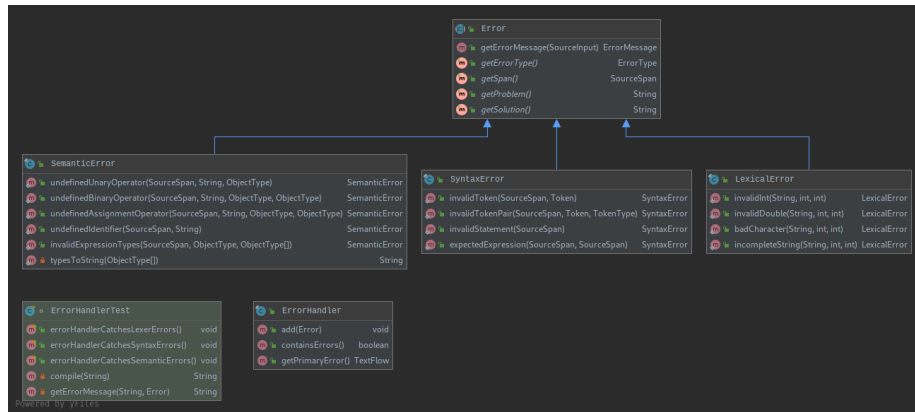 Error
getErrorMessage(SourceInput) ErrorMessage
getErrorType() ErrorType
getSpan() SourceSpan
getProblem() String
getSolution() String
SemanticError
undefinedUnaryOperator(SourceSpan, String, ObjectType) SemanticError
undefinedBinaryOperator(SourceSpan, String, ObjectType, ObjectType) SemanticError
undefinedAssignmentOperator(SourceSpan, String, ObjectType, ObjectType) SemanticError
undefinedIdentifier(SourceSpan, String) SemanticError
invalidExpressionTypes(SourceSpan, ObjectType, ObjectType[]) SemanticError
typesToString(ObjectType[]) String
SyntaxError
invalidToken(SourceSpan, Token) SyntaxError
invalidTokenPair(SourceSpan, Token, TokenType) SyntaxError
invalidStatement(SourceSpan) SyntaxError
expectedExpression(SourceSpan, SourceSpan) SyntaxError
LexicalError
invalidInt(String, int, int) LexicalError
invalidDouble(String, int, int) LexicalError
badCharacter(String, int, int) LexicalError
incompleteString(String, int, int) LexicalError
ErrorHandlerTest
errorHandlerCatchesLexerErrors() void
errorHandlerCatchesSyntaxErrors() void
errorHandlerCatchesSemanticErrors() void
compile(String) String
getErrorMessage(String, Error) String
ErrorHandler
add(Error) void
containsErrors() boolean
getPrimaryError() TextFlow
Powered by yFiles